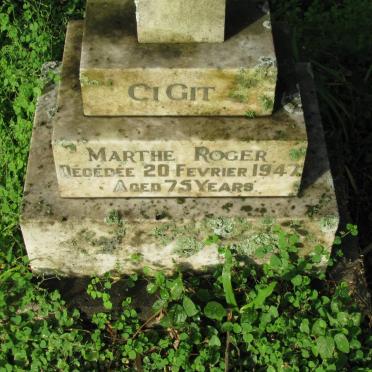 CI GIT
MARTHE ROGER
DÉCÉDÉE 20 FEVRIER 1947.
AGED 75 YEARS.